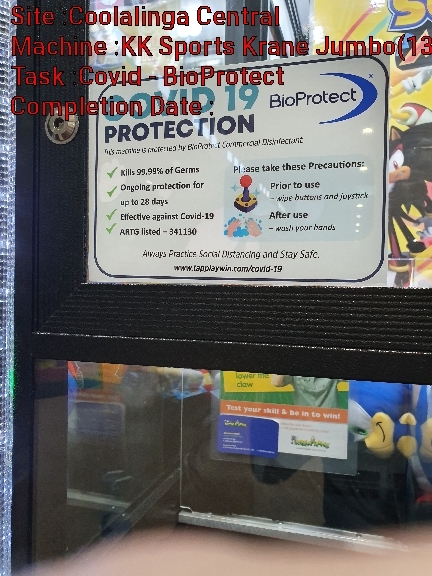 Site :Coolalinga Central
Machine :KK Sports Krane Jumbo(13
Task :Covid - BioProtect
Completion Date :
COVID 19
PROTECTION
BioProtect
This machine is protected by BioProtect Commercial Disinfectant
Kills 99.99% of Germs
Ongoing protection for
up to 28 days
Effective against Covid-19
ARTG listed – 341130
Please take these Precautions:
Prior to use
– wipe buttons and joystick
After use
– wash your hands
Always Practice Social Distancing and Stay Safe.
www.tapplaywin.com/covid-19
lower the
claw
Test your skill & be in to win!